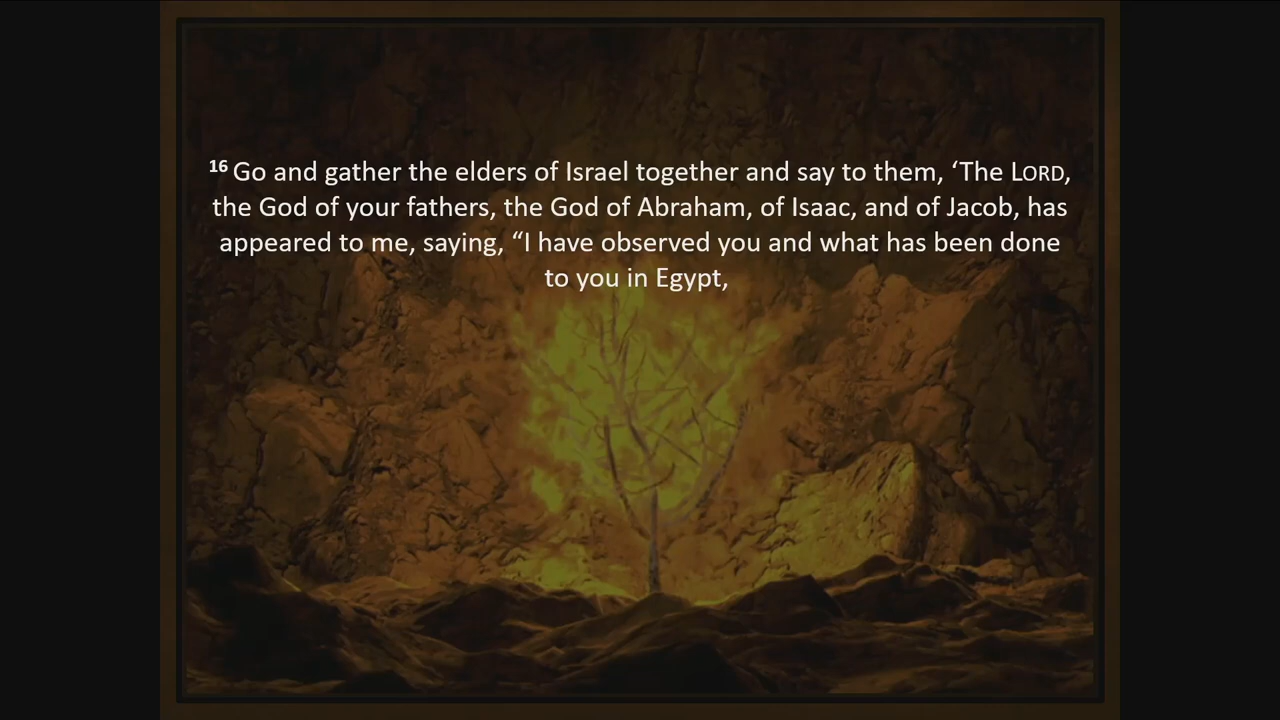 16 Go and gather the elders of Israel together and say to them, ‘The LORD,
the God of your fathers, the God of Abraham, of Isaac, and of Jacob, has
appeared to me, saying, “I have observed you and what has been done
to you in Egypt,